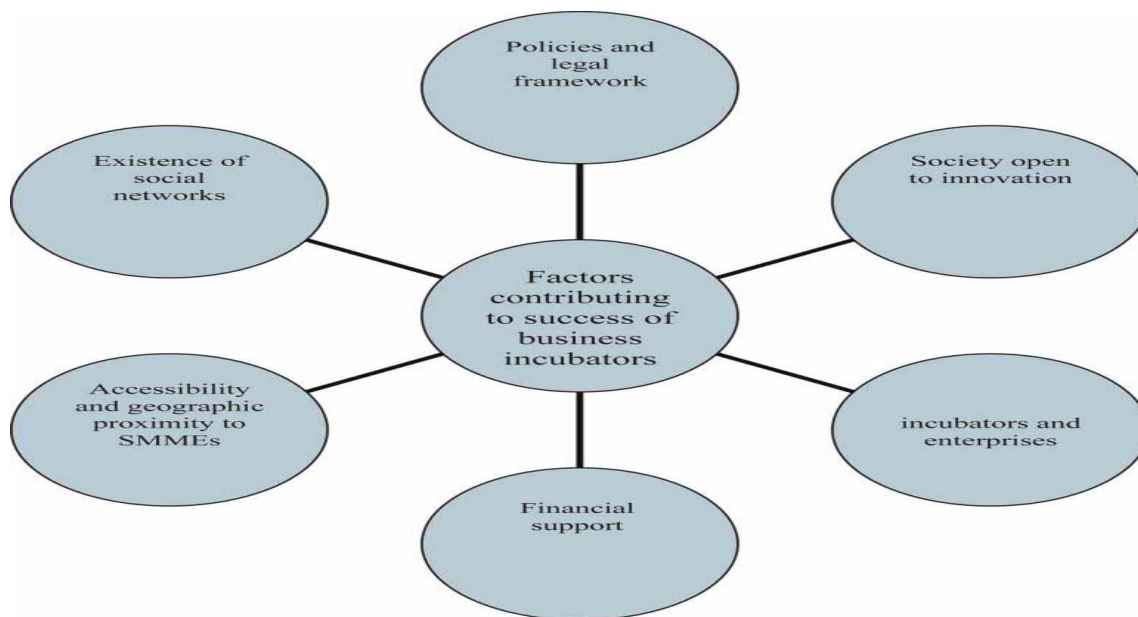 Policies and
legal
framework
Existence of
social
networks
Society open
to innovation
Factors
contributing
to success of
business
incubators
Accessibility
and geographic
proximity to
SMMEs
incubators and
enterprises
Financial
support